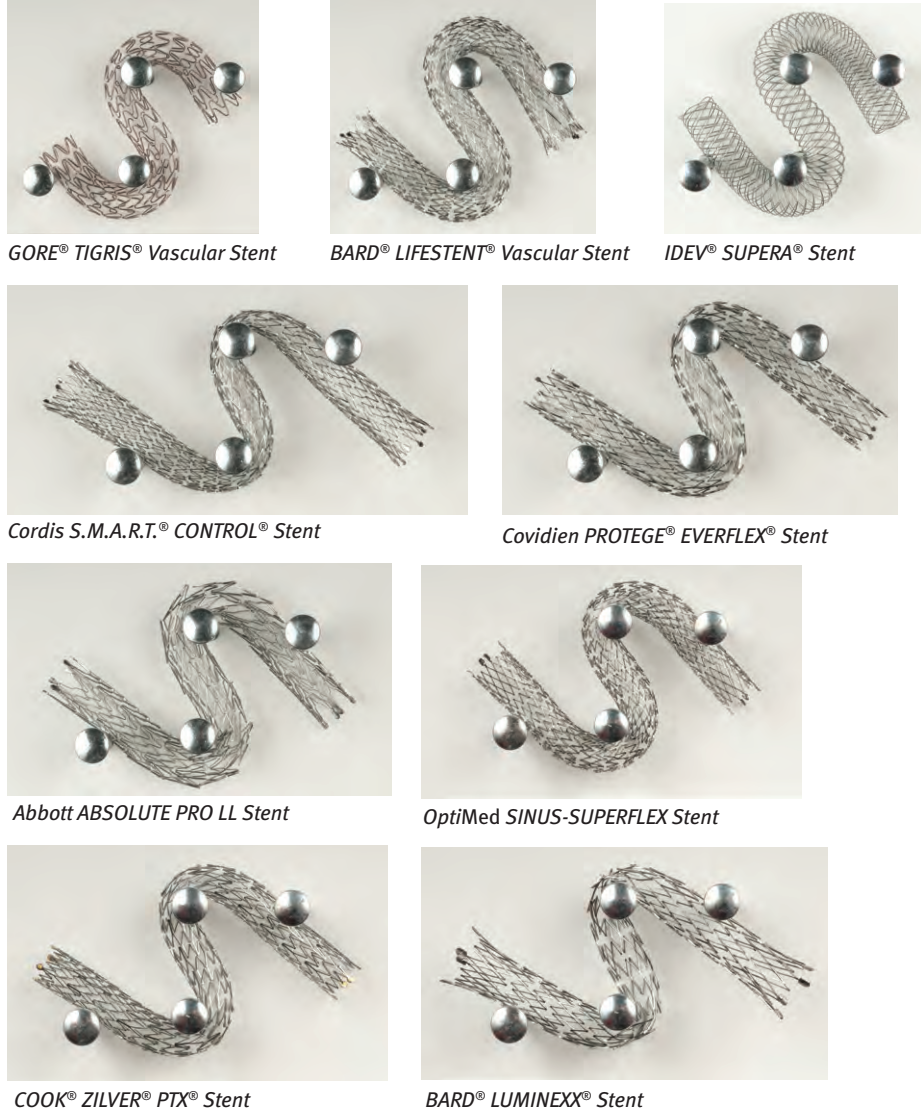 GORE® TIGRIS® Vascular Stent
BARD® LIFESTENT® Vascular Stent
IDEV® SUPERA® Stent
Cordis S.M.A.R.T.® CONTROL® Stent
Covidien PROTEGE® EVERFLEX® Stent
Abbott ABSOLUTE PRO LL Stent
OptiMed SINUS-SUPERFLEX Stent
COOK® ZILVER® PTX® Stent
BARD® LUMINEXX® Stent